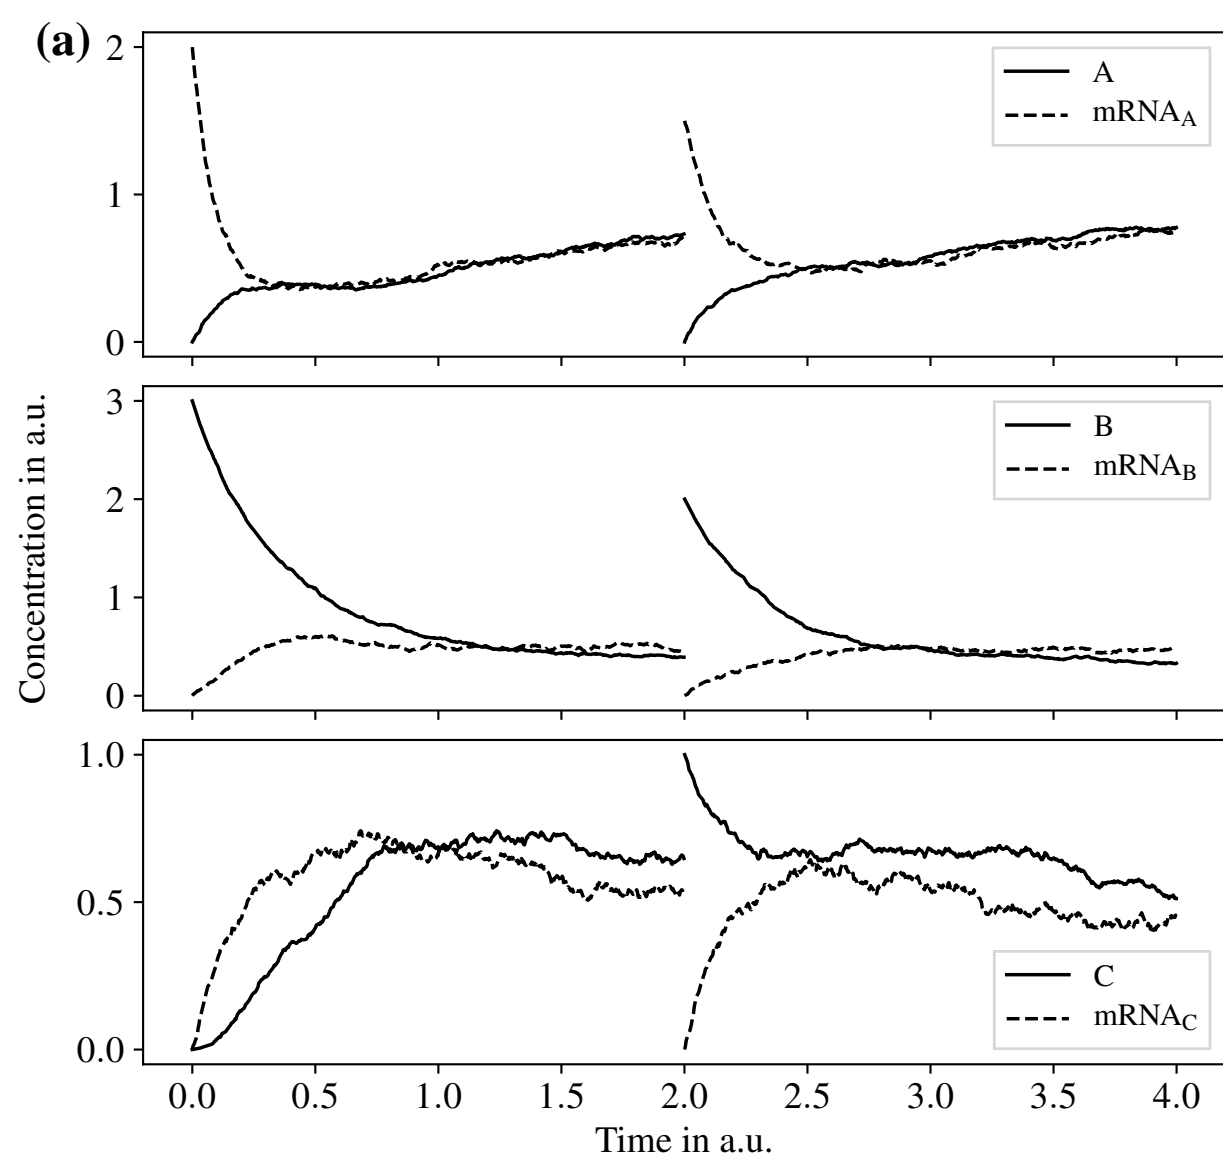 (a)
2
1
0
A
mRNA_A
3
2
1
0
B
mRNA_B
Concentration in a.u.
1.0
0.5
0.0
C
mRNA_C
0.0 0.5 1.0 1.5 2.0 2.5 3.0 3.5 4.0
Time in a.u.